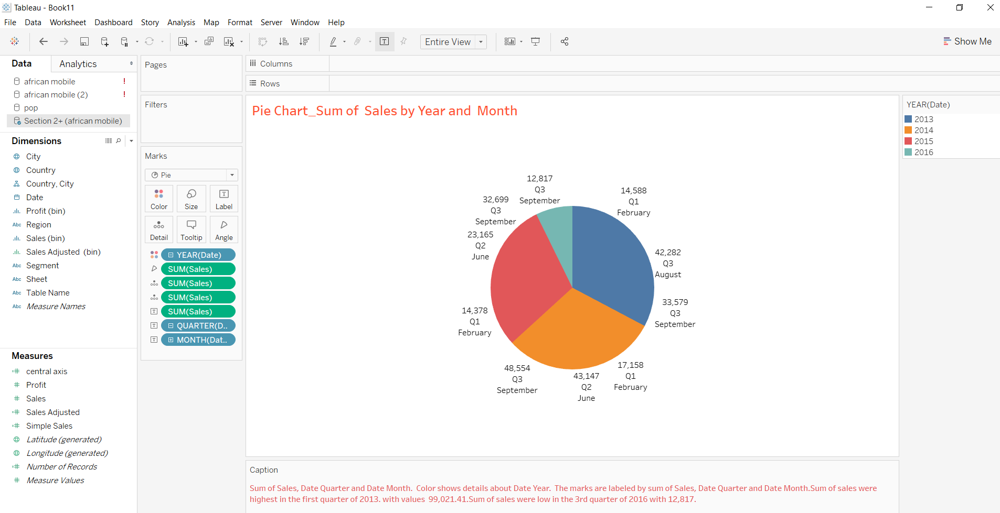 Tableau - Book11
File Data Worksheet Dashboard Story Analysis Map Format Server Window Help
Entire View
Show Me
Data
Analytics
african mobile !
african mobile (2) !
pop
Section 2+ (african mobile)
Dimensions
City
Country
Country, City
Date
Profit (bin)
Abc Region
Sales (bin)
Sales Adjusted (bin)
Abc Segment
Abc Sheet
Abc Table Name
Abc Measure Names
Measures
central axis
Profit
Sales
Sales Adjusted
Simple Sales
Latitude (generated)
Longitude (generated)
Number of Records
Measure Values
Pages
Filters
Marks
Pie
Color Size Label
Detail Tooltip Angle
YEAR(Date)
SUM(Sales)
SUM(Sales)
SUM(Sales)
SUM(Sales)
QUARTER(D..
MONTH(Dat..
Columns
Rows
Pie Chart_Sum of  Sales by Year and  Month
12,817
Q3
September
14,588
Q1
February
32,699
Q3
September
23,165
Q2
June
42,282
Q3
August
33,579
Q3
September
14,378
Q1
February
48,554
Q3
September
43,147
Q2
June
17,158
Q1
February
YEAR(Date)
2013
2014
2015
2016
Caption
Sum of Sales, Date Quarter and Date Month.  Color shows details about Date Year.  The marks are labeled by sum of Sales, Date Quarter and Date Month.Sum of sales were
highest in the first quarter of 2013. with values  99,021.41.Sum of sales were low in the 3rd quarter of 2016 with 12,817.